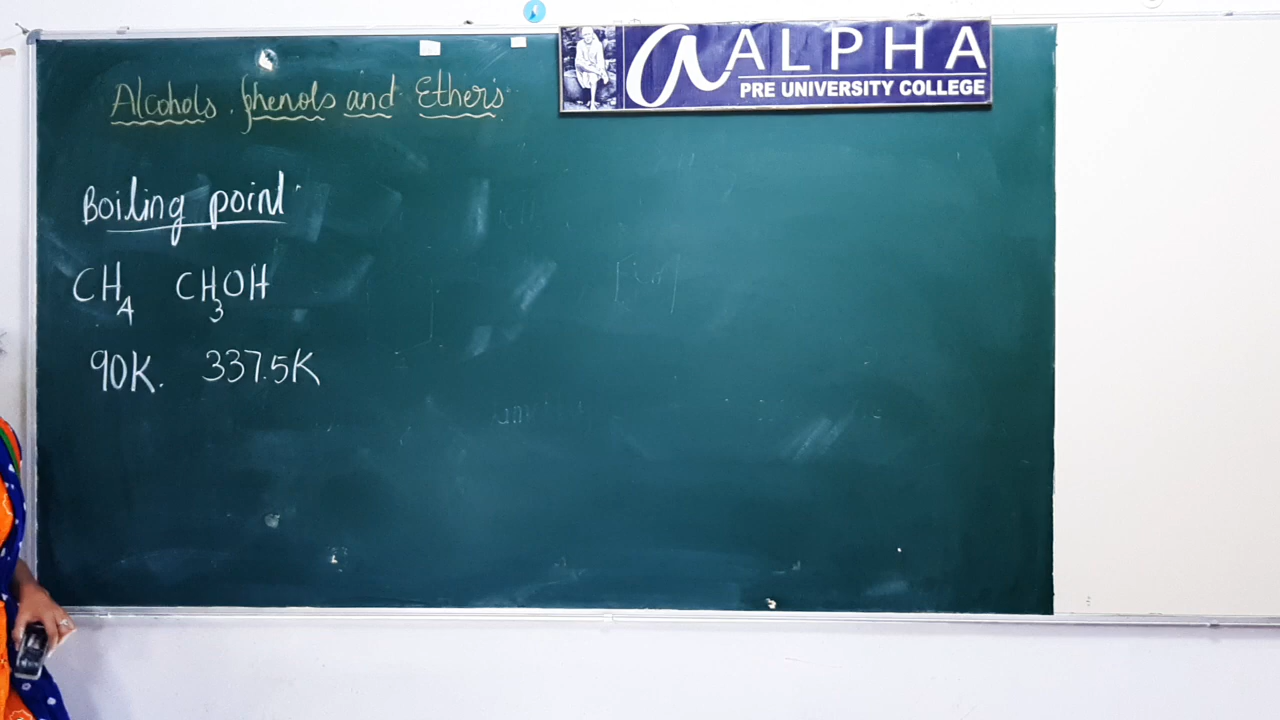 ALPHA
PRE UNIVERSITY COLLEGE
Alcohols, phenols and Ethers
Boiling point
CH₄ CH₃OH
90K. 337.5K